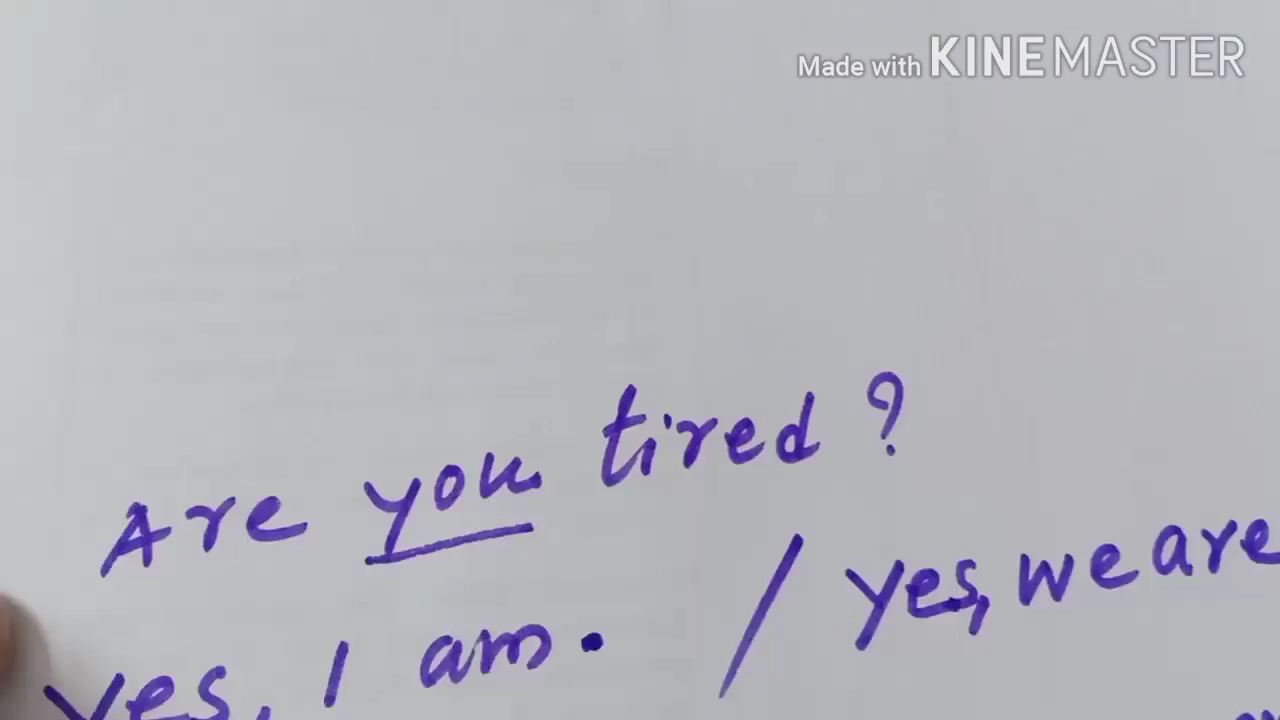 Made with KINEMASTER
Are you tired ?
Yes, I am. / Yes, we are